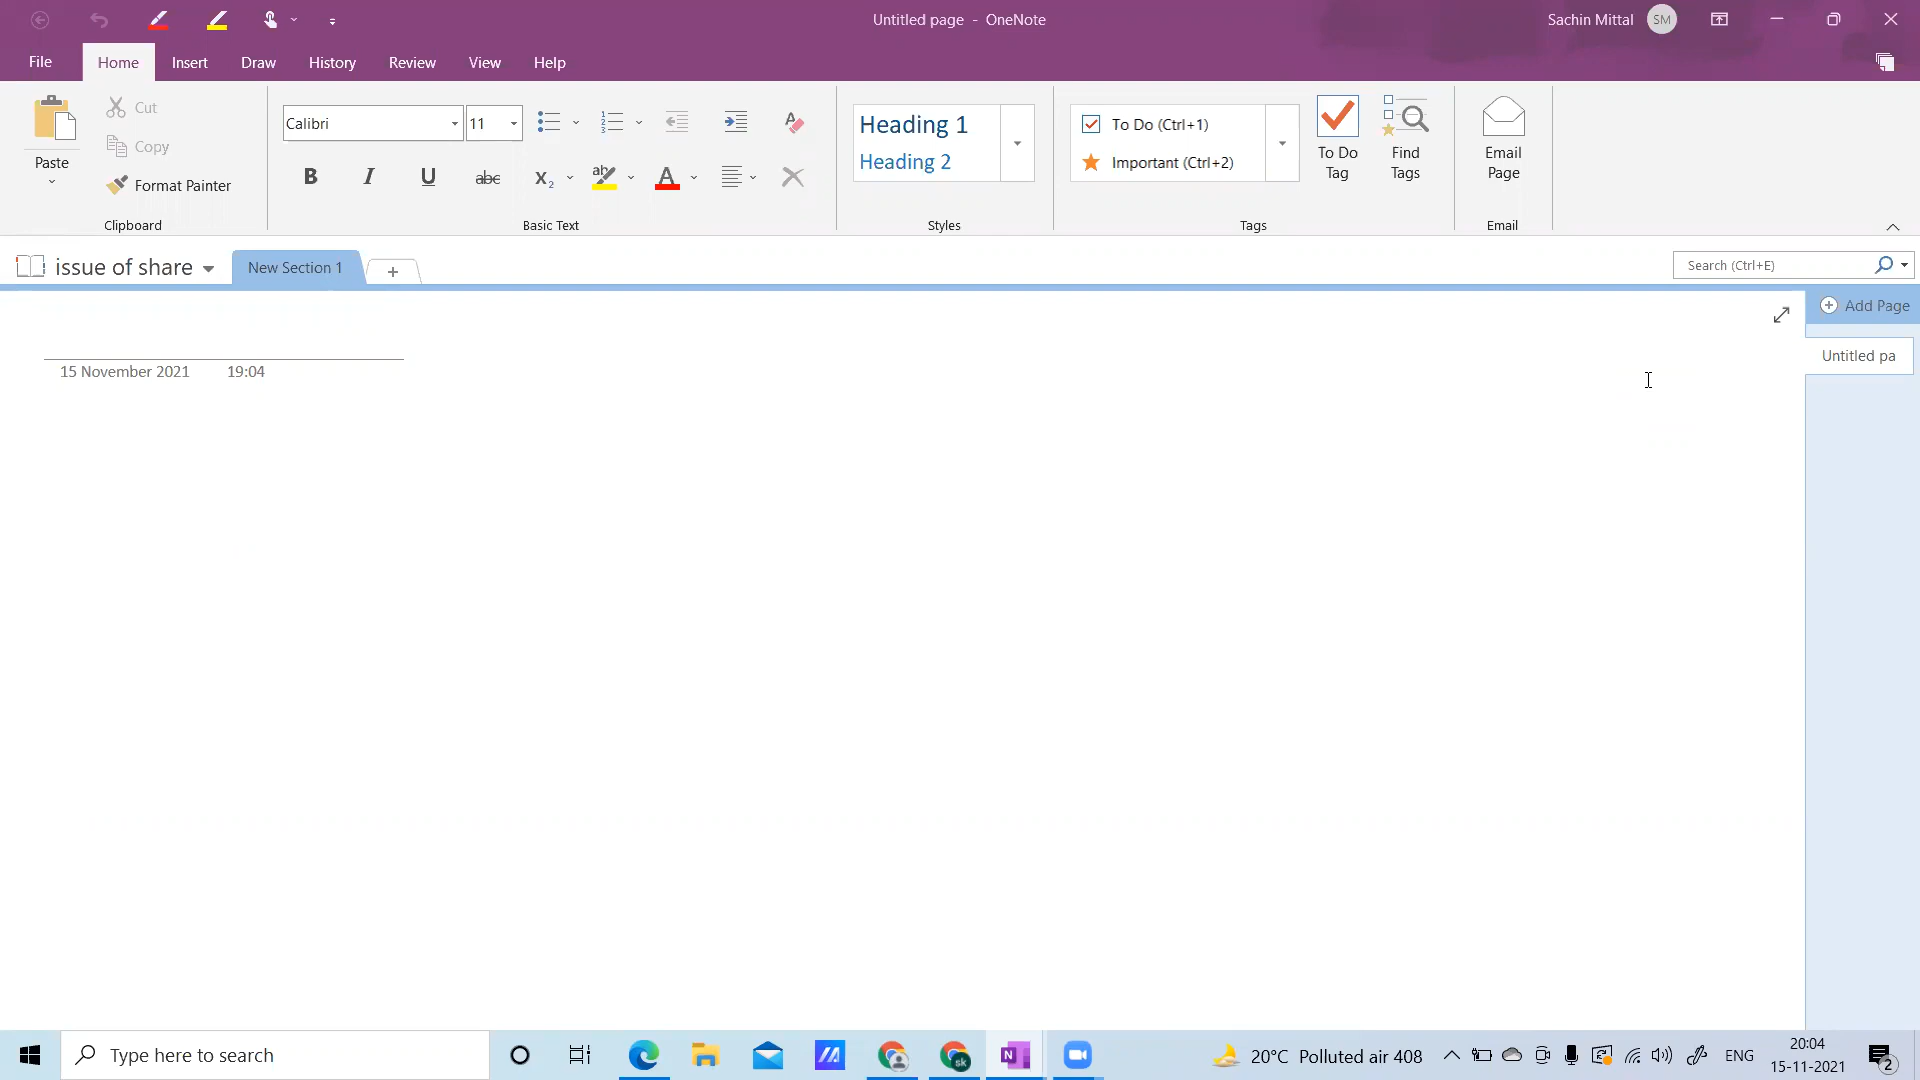 Untitled page - OneNote
Sachin Mittal SM
File Home Insert Draw History Review View Help
Paste
Cut
Copy
Format Painter
Clipboard
Calibri 11
B I U abc X2 ab A
Basic Text
Heading 1
Heading 2
Styles
To Do (Ctrl+1)
Important (Ctrl+2)
To Do Tag
Find Tags
Tags
Email Page
Email
issue of share New Section 1 +
Search (Ctrl+E)
Add Page
Untitled pa
15 November 2021 19:04
Type here to search
20°C Polluted air 408
ENG
20:04
15-11-2021
2